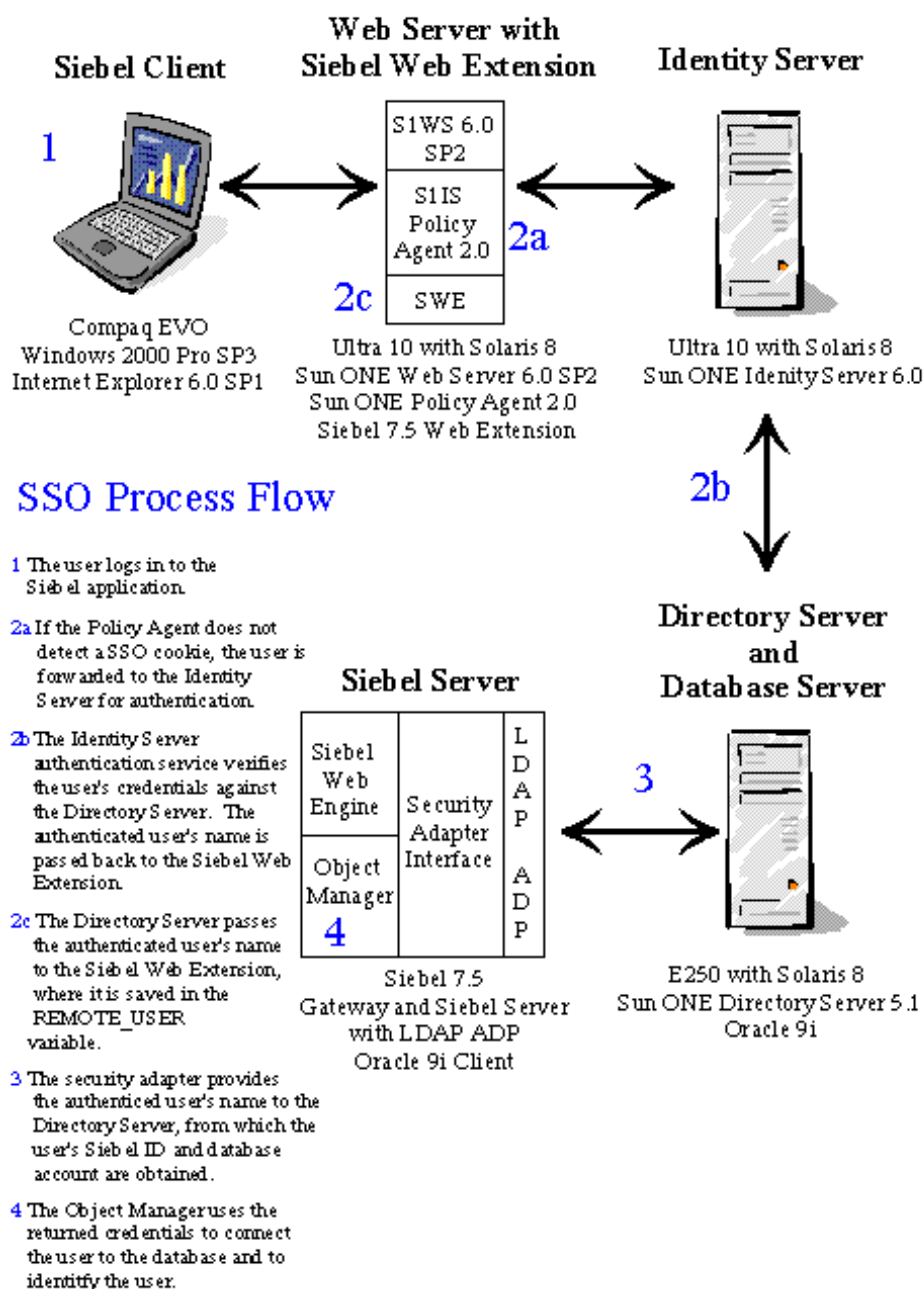 Siebel Client
Web Server with
Siebel Web Extension
Identity Server
1
S1WS 6.0
SP2
S1IS
Policy
Agent 2.0
SWE
2a
2c
Compaq EVO
Windows 2000 Pro SP3
Internet Explorer 6.0 SP1
Ultra 10 with Solaris 8
Sun ONE Web Server 6.0 SP2
Sun ONE Policy Agent 2.0
Siebel 7.5 Web Extension
Ultra 10 with Solaris 8
Sun ONE Idenity Server 6.0
2b
SSO Process Flow
1 The user logs in to the
Siebel application.
2a If the Policy Agent does not
detect a SSO cookie, the user is
forwarded to the Identity
Server for authentication.
2b The Identity Server
authentication service verifies
the user's credentials against
the Directory Server. The
authenticated user's name is
passed back to the Siebel Web
Extension.
2c The Directory Server passes
the authenticated user's name
to the Siebel Web Extension,
where it is saved in the
REMOTE_USER
variable.
3 The security adapter provides
the authenticed user's name to the
Directory Server, from which the
user's Siebel ID and database
account are obtained.
4 The Object Manager uses the
returned credentials to connect
the user to the database and to
identitfy the user.
Siebel Server
Siebel
Web
Engine
Object
Manager
4
Security
Adapter
Interface
LDAP ADP
Siebel 7.5
Gateway and Siebel Server
with LDAP ADP
Oracle 9i Client
3
Directory Server
and
Database Server
E250 with Solaris 8
Sun ONE Directory Server 5.1
Oracle 9i